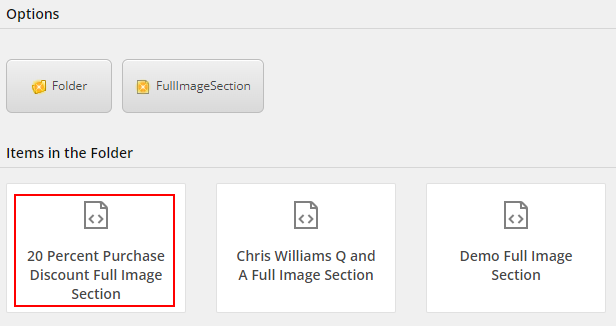 Options
Folder
FullImageSection
Items in the Folder
20 Percent Purchase
Discount Full Image
Section
Chris Williams Q and
A Full Image Section
Demo Full Image
Section